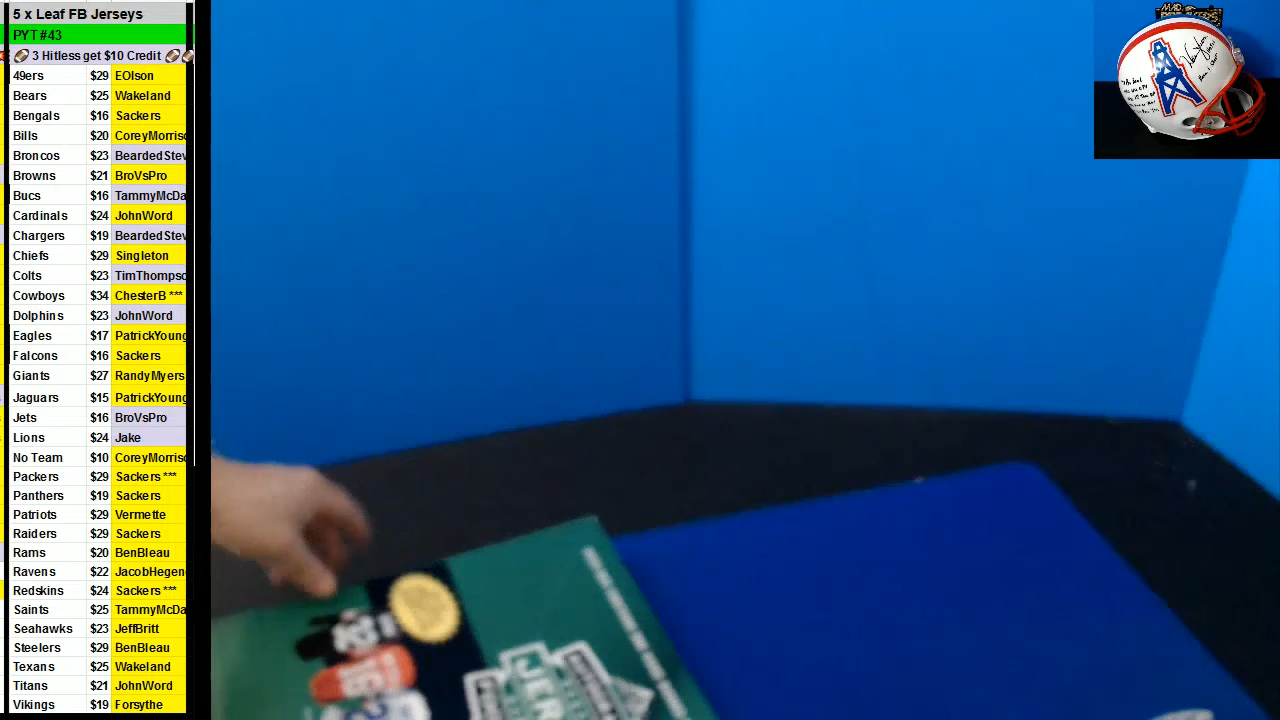 5 x Leaf FB Jerseys
PYT #43
3 Hitless get $10 Credit
49ers $29 EOlson
Bears $25 Wakeland
Bengals $16 Sackers
Bills $20 CoreyMorriso
Broncos $23 BeardedStev
Browns $21 BroVsPro
Bucs $16 TammyMcDa
Cardinals $24 JohnWord
Chargers $19 BeardedStev
Chiefs $29 Singleton
Colts $23 TimThompso
Cowboys $34 ChesterB ***
Dolphins $23 JohnWord
Eagles $17 PatrickYoung
Falcons $16 Sackers
Giants $27 RandyMyers
Jaguars $15 PatrickYoung
Jets $16 BroVsPro
Lions $24 Jake
No Team $10 CoreyMorriso
Packers $29 Sackers ***
Panthers $19 Sackers
Patriots $29 Vermette
Raiders $29 Sackers
Rams $20 BenBleau
Ravens $22 JacobHegen
Redskins $24 Sackers ***
Saints $25 TammyMcDa
Seahawks $23 JeffBritt
Steelers $29 BenBleau
Texans $25 Wakeland
Titans $21 JohnWord
Vikings $19 Forsythe